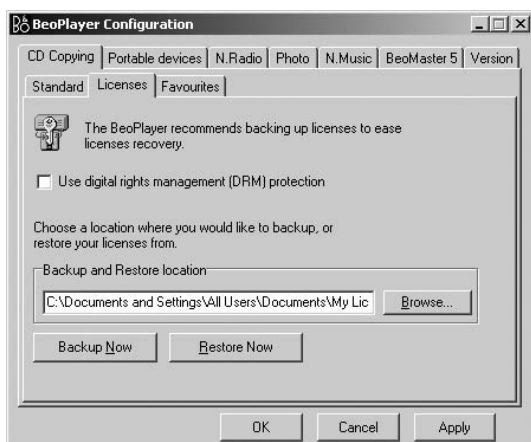 BeoPlayer Configuration
CD Copying Portable devices N.Radio Photo N.Music BeoMaster 5 Version
Standard Licenses Favourites
The BeoPlayer recommends backing up licenses to ease
licenses recovery.
Use digital rights management (DRM) protection
Choose a location where you would like to backup, or
restore your licenses from.
Backup and Restore location
C:\Documents and Settings\All Users\Documents\My Lic Browse...
Backup Now Restore Now
OK Cancel Apply